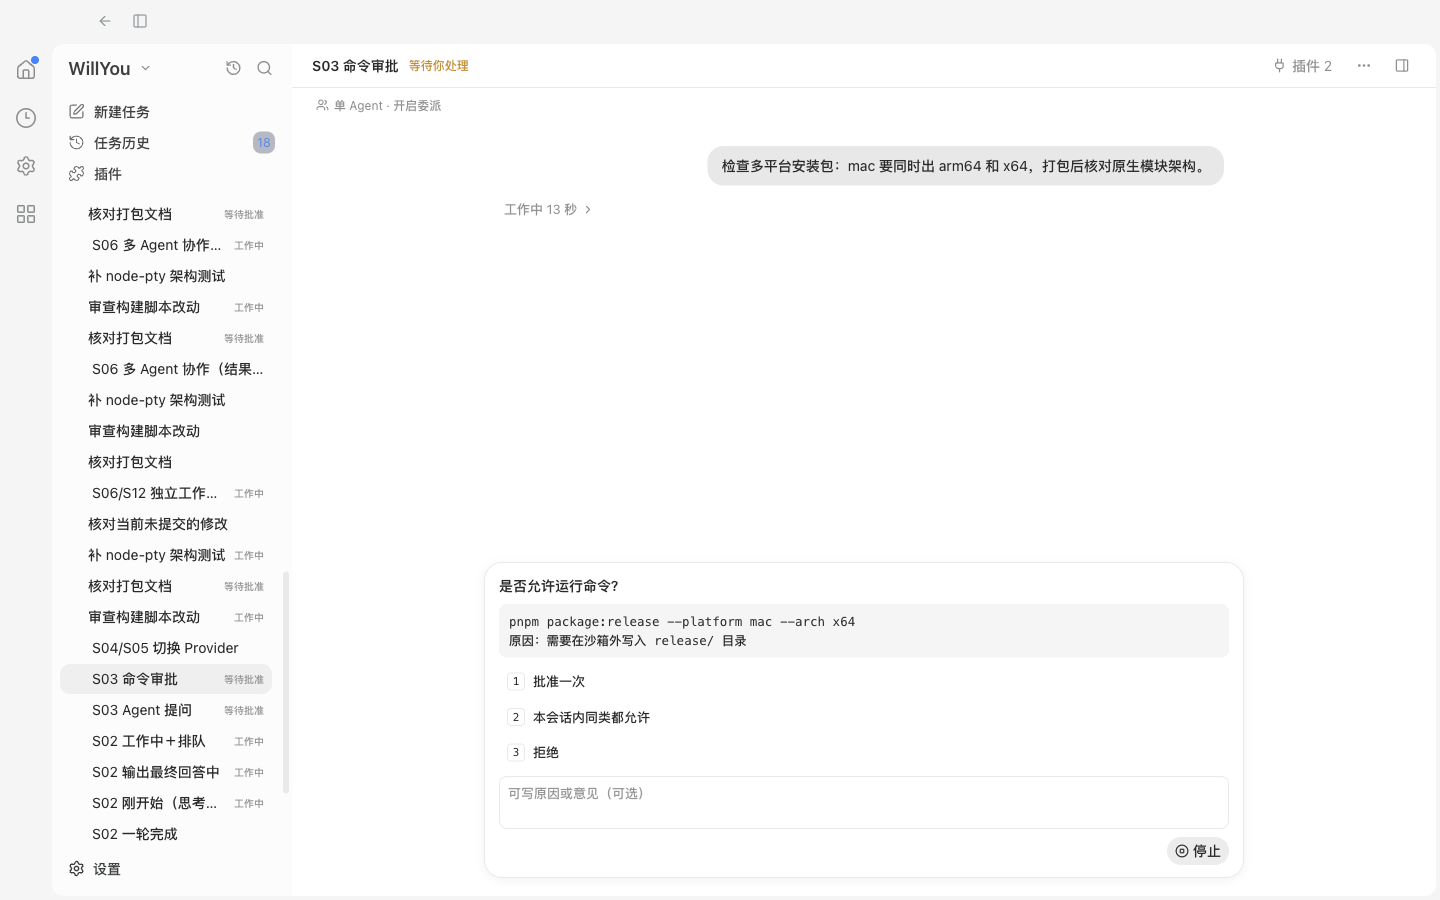 WillYou
新建任务
任务历史 18
插件
核对打包文档 等待批准
S06 多 Agent 协作... 工作中
补 node-pty 架构测试
审查构建脚本改动 工作中
核对打包文档 等待批准
S06 多 Agent 协作（结果...
补 node-pty 架构测试
审查构建脚本改动
核对打包文档
S06/S12 独立工作... 工作中
核对当前未提交的修改
补 node-pty 架构测试 工作中
核对打包文档 等待批准
审查构建脚本改动 工作中
S04/S05 切换 Provider
S03 命令审批 等待批准
S03 Agent 提问 等待批准
S02 工作中＋排队 工作中
S02 输出最终回答中 工作中
S02 刚开始（思考... 工作中
S02 一轮完成
设置
S03 命令审批 等待你处理
插件 2
单 Agent · 开启委派
检查多平台安装包：mac 要同时出 arm64 和 x64，打包后核对原生模块架构。
工作中 13 秒
是否允许运行命令？
pnpm package:release --platform mac --arch x64
原因：需要在沙箱外写入 release/ 目录
1 批准一次
2 本会话内同类都允许
3 拒绝
可写原因或意见（可选）
停止